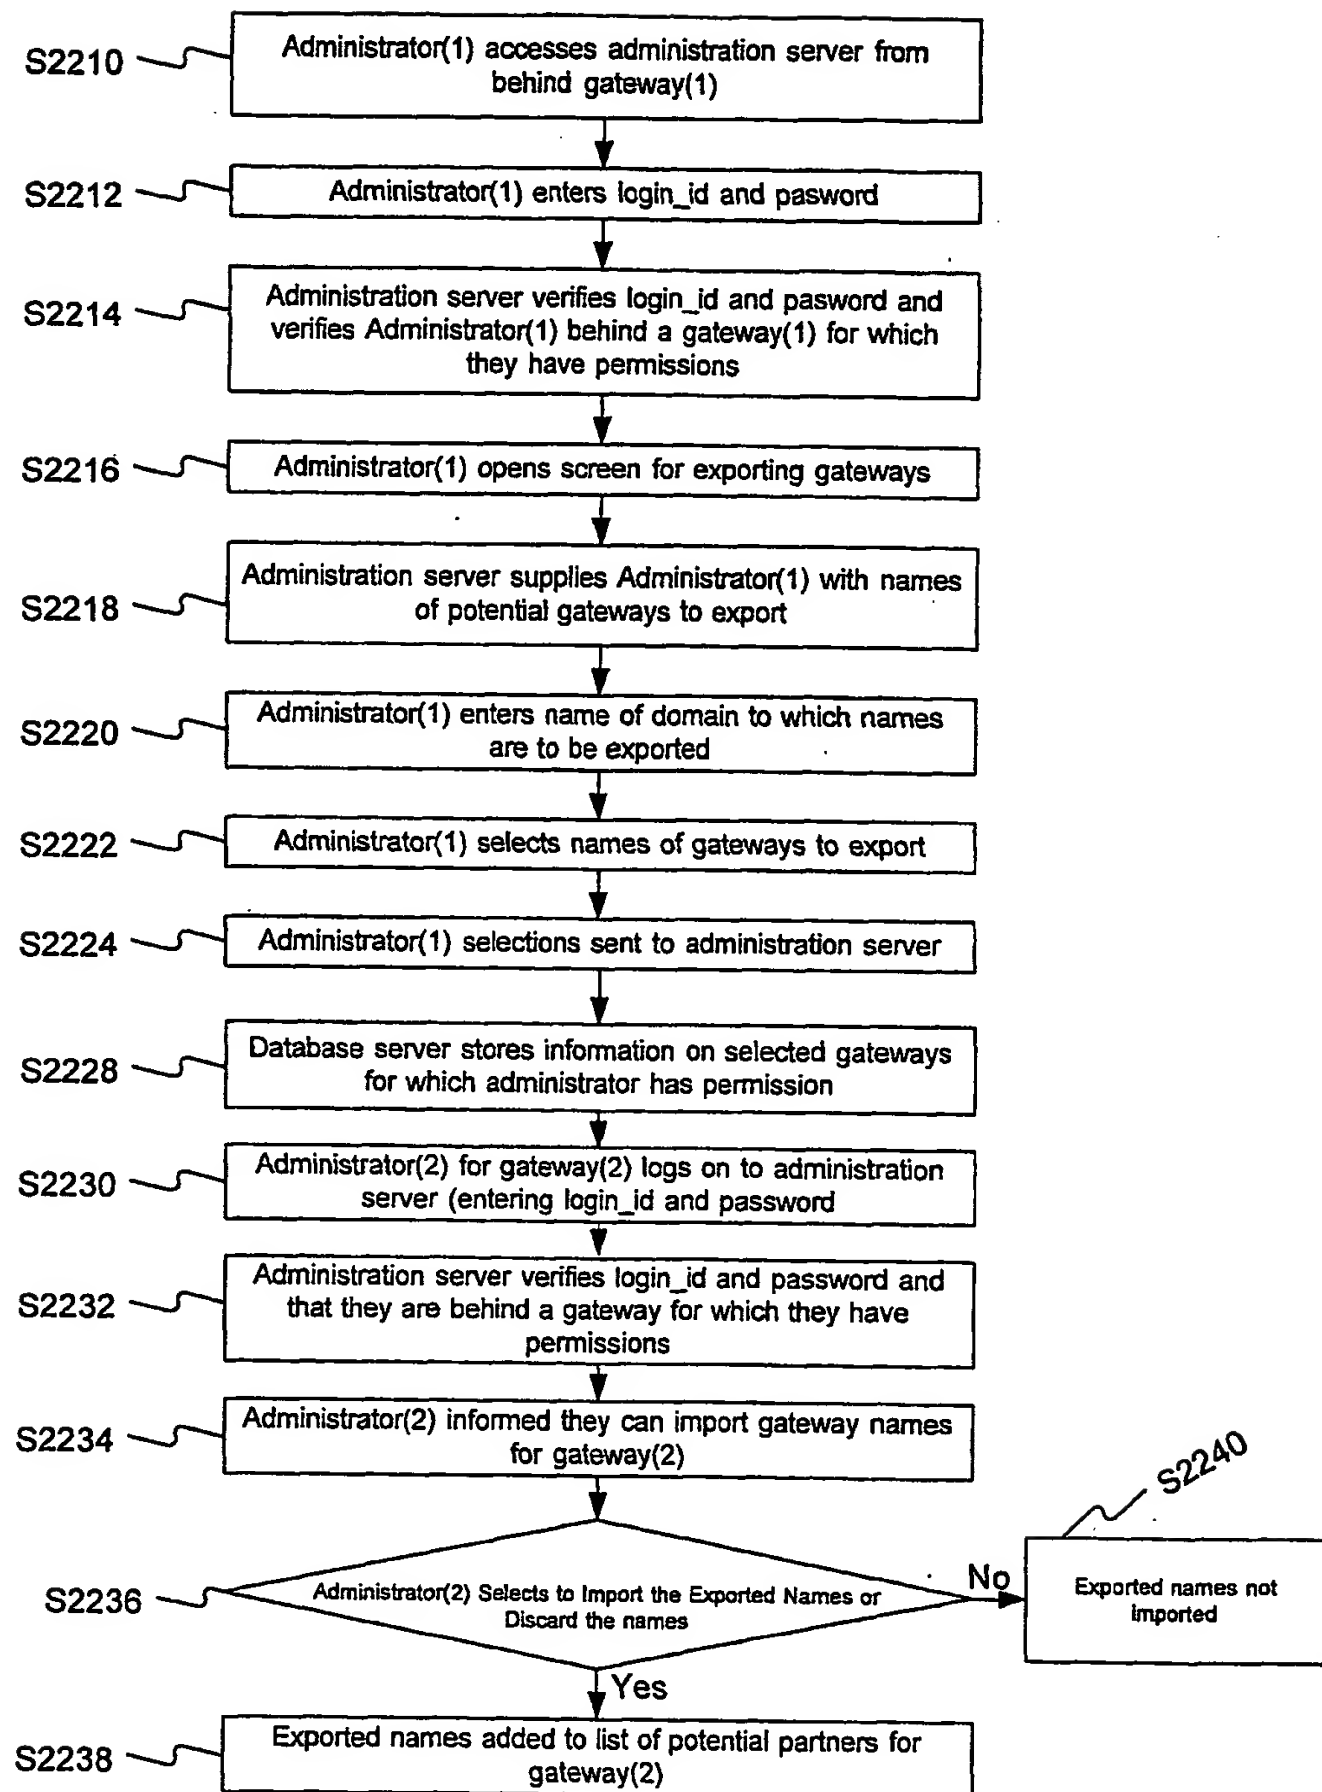 S2210
Administrator(1) accesses administration server from
behind gateway(1)
S2212
Administrator(1) enters login_id and pasword
S2214
Administration server verifies login_id and pasword and
verifies Administrator(1) behind a gateway(1) for which
they have permissions
S2216
Administrator(1) opens screen for exporting gateways
S2218
Administration server supplies Administrator(1) with names
of potential gateways to export
S2220
Administrator(1) enters name of domain to which names
are to be exported
S2222
Administrator(1) selects names of gateways to export
S2224
Administrator(1) selections sent to administration server
S2228
Database server stores information on selected gateways
for which administrator has permission
S2230
Administrator(2) for gateway(2) logs on to administration
server (entering login_id and password
S2232
Administration server verifies login_id and password and
that they are behind a gateway for which they have
permissions
S2234
Administrator(2) informed they can import gateway names
for gateway(2)
S2236
Administrator(2) Selects to Import the Exported Names or
Discard the names
No
S2240
Exported names not
imported
Yes
S2238
Exported names added to list of potential partners for
gateway(2)